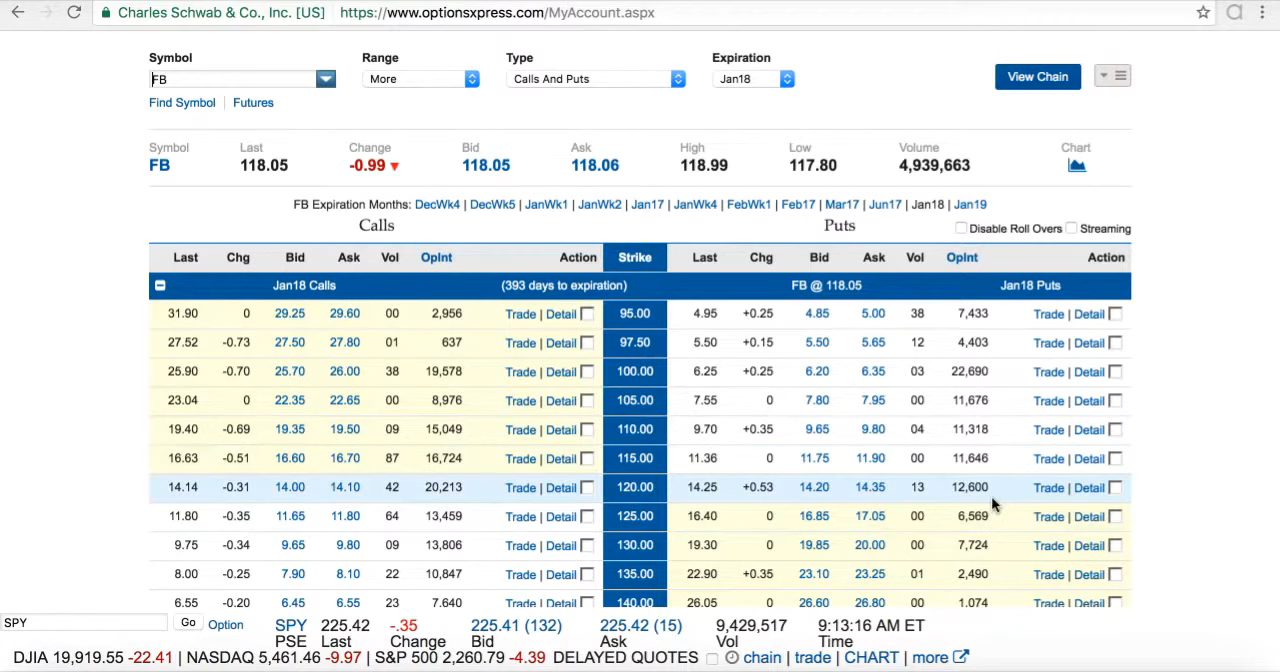 Charles Schwab & Co., Inc. [US] https://www.optionsxpress.com/MyAccount.aspx
Symbol Range Type Expiration
FB More Calls And Puts Jan18 View Chain
Find Symbol | Futures
Symbol Last Change Bid Ask High Low Volume Chart
FB 118.05 -0.99 ▼ 118.05 118.06 118.99 117.80 4,939,663
FB Expiration Months: DecWk4 | DecWk5 | JanWk1 | JanWk2 | Jan17 | JanWk4 | FebWk1 | Feb17 | Mar17 | Jun17 | Jan18 | Jan19
Calls Puts Disable Roll Overs Streaming
Last Chg Bid Ask Vol OpInt Action Strike Last Chg Bid Ask Vol OpInt Action
Jan18 Calls (393 days to expiration) FB @ 118.05 Jan18 Puts
31.90 0 29.25 29.60 00 2,956 Trade | Detail 95.00 4.95 +0.25 4.85 5.00 38 7,433 Trade | Detail
27.52 -0.73 27.50 27.80 01 637 Trade | Detail 97.50 5.50 +0.15 5.50 5.65 12 4,403 Trade | Detail
25.90 -0.70 25.70 26.00 38 19,578 Trade | Detail 100.00 6.25 +0.25 6.20 6.35 03 22,690 Trade | Detail
23.04 0 22.35 22.65 00 8,976 Trade | Detail 105.00 7.55 0 7.80 7.95 00 11,676 Trade | Detail
19.40 -0.69 19.35 19.50 09 15,049 Trade | Detail 110.00 9.70 +0.35 9.65 9.80 04 11,318 Trade | Detail
16.63 -0.51 16.60 16.70 87 16,724 Trade | Detail 115.00 11.36 0 11.75 11.90 00 11,646 Trade | Detail
14.14 -0.31 14.00 14.10 42 20,213 Trade | Detail 120.00 14.25 +0.53 14.20 14.35 13 12,600 Trade | Detail
11.80 -0.35 11.65 11.80 64 13,459 Trade | Detail 125.00 16.40 0 16.85 17.05 00 6,569 Trade | Detail
9.75 -0.34 9.65 9.80 09 13,806 Trade | Detail 130.00 19.30 0 19.85 20.00 00 7,724 Trade | Detail
8.00 -0.25 7.90 8.10 22 10,847 Trade | Detail 135.00 22.90 +0.35 23.10 23.25 01 2,490 Trade | Detail
6.55 -0.20 6.45 6.55 23 7,640 Trade | Detail 140.00 26.05 0 26.60 26.80 00 1,074 Trade | Detail
SPY Go Option SPY 225.42 -.35 225.41 (132) 225.42 (15) 9,429,517 9:13:16 AM ET
PSE Last Change Bid Ask Vol Time
DJIA 19,919.55 -22.41 | NASDAQ 5,461.46 -9.97 | S&P 500 2,260.79 -4.39 DELAYED QUOTES chain | trade | CHART | more